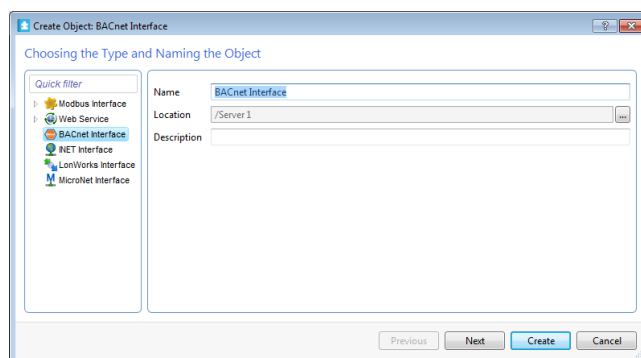 Create Object: BACnet Interface
Choosing the Type and Naming the Object
Quick filter
Modbus Interface
Web Service
BACnet Interface
INET Interface
LonWorks Interface
MicroNet Interface
Name
BACnet Interface
Location
/Server 1
...
Description
Previous
Next
Create
Cancel